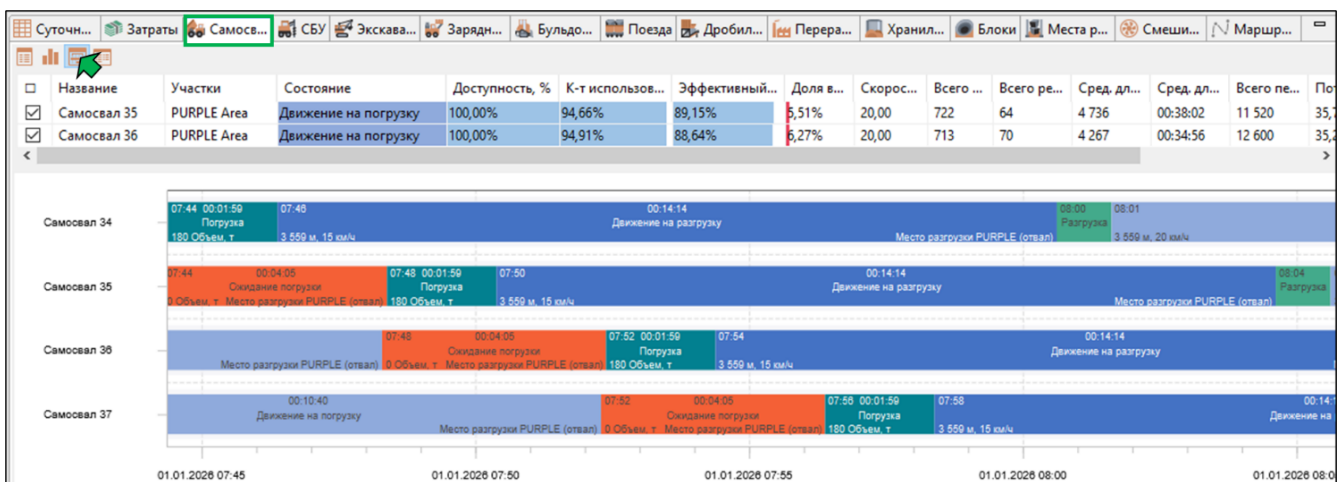 Суточн... Затраты Самосв... СБУ Экскава... Зарядн... Бульдо... Поезда Дробил... Перера... Хранил... Блоки Места р... Смеши... Маршр...
Название Участки Состояние Доступность, % К-т использов... Эффективный... Доля в... Скорос... Всего ... Всего ре... Сред. дл... Сред. дл... Всего пе... Пот
Самосвал 35 PURPLE Area Движение на погрузку 100,00% 94,66% 89,15% 5,51% 20,00 722 64 4 736 00:38:02 11 520 35,7
Самосвал 36 PURPLE Area Движение на погрузку 100,00% 94,91% 88,64% 6,27% 20,00 713 70 4 267 00:34:56 12 600 35,2
07:44 00:01:59 07:46 00:14:14 08:00 08:01
Самосвал 34 Погрузка Движение на разгрузку Разгрузка
180 Объем, т 3 559 м, 15 км/ч Место разгрузки PURPLE (отвал) 3 559 м, 20 км/ч
07:44 00:04:05 07:48 00:01:59 07:50 00:14:14 08:04
Самосвал 35 Ожидание погрузки Погрузка Движение на разгрузку Разгрузка
0 Объем, т Место разгрузки PURPLE (отвал) 180 Объем, т 3 559 м, 15 км/ч Место разгрузки PURPLE (отвал)
07:48 00:04:05 07:52 00:01:59 07:54 00:14:14
Самосвал 36 Ожидание погрузки Погрузка Движение на разгрузку
Место разгрузки PURPLE (отвал) 0 Объем, т Место разгрузки PURPLE (отвал) 180 Объем, т 3 559 м, 15 км/ч
00:10:40 07:52 00:04:05 07:56 00:01:59 07:58 00:14:1
Самосвал 37 Движение на погрузку Ожидание погрузки Погрузка Движение на
Место разгрузки PURPLE (отвал) 0 Объем, т Место разгрузки PURPLE (отвал) 180 Объем, т 3 559 м, 15 км/ч
01.01.2026 07:45 01.01.2026 07:50 01.01.2026 07:55 01.01.2026 08:00 01.01.2026 08:0